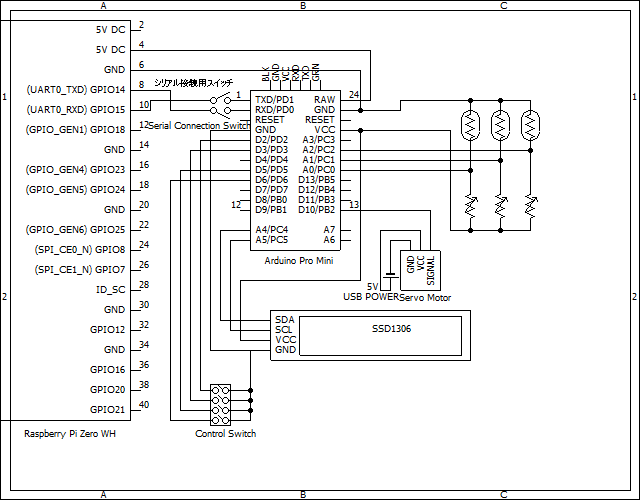 A B C
5V DC 2
5V DC 4
GND 6
(UART0_TXD) GPIO14 8
(UART0_RXD) GPIO15 10
(GPIO_GEN1) GPIO18 12
GND 14
(GPIO_GEN4) GPIO23 16
(GPIO_GEN5) GPIO24 18
GND 20
(GPIO_GEN6) GPIO25 22
(SPI_CE0_N) GPIO8 24
(SPI_CE1_N) GPIO7 26
ID_SC 28
GND 30
GPIO12 32
GND 34
GPIO16 36
GPIO20 38
GPIO21 40
Raspberry Pi Zero WH
シリアル接続用スイッチ
Serial Connection Switch
BLK
GND
VCC
RXD
TXD
GRN
1 TXD/PD1 RAW 24
RXD/PD0 GND
RESET RESET
GND VCC
D2/PD2 A3/PC3
D3/PD3 A2/PC2
D4/PD4 A1/PC1
D5/PD5 A0/PC0
D6/PD6 D13/PB5
D7/PD7 D12/PB4
D8/PB0 D11/PB3
12 D9/PB1 D10/PB2 13
A4/PC4 A7
A5/PC5 A6
Arduino Pro Mini
GND
VCC
SIGNAL
5V
USB POWER
Servo Motor
SDA
SCL
VCC
GND
SSD1306
Control Switch
1 1
2 2
A B C